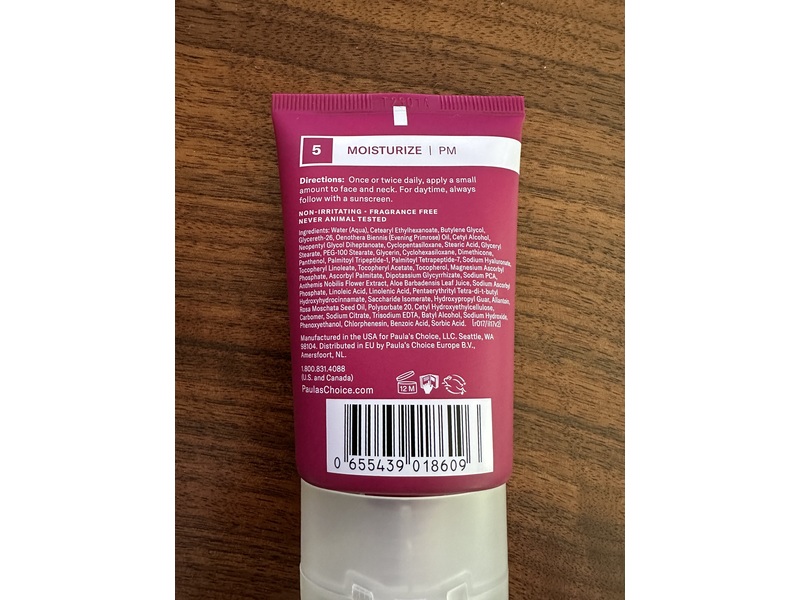 5 MOISTURIZE | PM
Directions: Once or twice daily, apply a small
amount to face and neck. For daytime, always
follow with a sunscreen.
NON-IRRITATING - FRAGRANCE FREE
NEVER ANIMAL TESTED
Ingredients: Water (Aqua), Cetearyl Ethylhexanoate, Butylene Glycol,
Glycereth-26, Oenothera Biennis (Evening Primrose) Oil, Cetyl Alcohol,
Neopentyl Glycol Diheptanoate, Cyclopentasiloxane, Stearic Acid, Glyceryl
Stearate, PEG-100 Stearate, Glycerin, Cyclohexasiloxane, Dimethicone,
Panthenol, Palmitoyl Tripeptide-1, Palmitoyl Tetrapeptide-7, Sodium Hyaluronate,
Tocopheryl Linoleate, Tocopheryl Acetate, Tocopherol, Magnesium Ascorbyl
Phosphate, Ascorbyl Palmitate, Dipotassium Glycyrrhizate, Sodium PCA,
Anthemis Nobilis Flower Extract, Aloe Barbadensis Leaf Juice, Sodium Ascorbyl
Phosphate, Linoleic Acid, Linolenic Acid, Pentaerythrityl Tetra-di-t-butyl
Hydroxyhydrocinnamate, Saccharide Isomerate, Hydroxypropyl Guar, Allantoin,
Rosa Moschata Seed Oil, Polysorbate 20, Cetyl Hydroxyethylcellulose,
Carbomer, Sodium Citrate, Trisodium EDTA, Batyl Alcohol, Sodium Hydroxide,
Phenoxyethanol, Chlorphenesin, Benzoic Acid, Sorbic Acid.
Manufactured in the USA for Paula's Choice, LLC. Seattle, WA
98104. Distributed in EU by Paula's Choice Europe B.V.,
Amersfoort, NL.
1.800.831.4088
(U.S. and Canada)
PaulasChoice.com
12 M
0 655439 018609